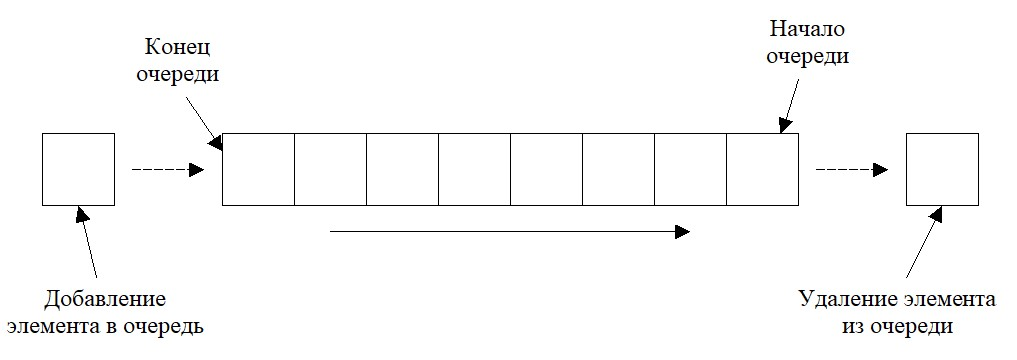 Конец
очереди
Начало
очереди
Добавление
элемента в очередь
Удаление элемента
из очереди